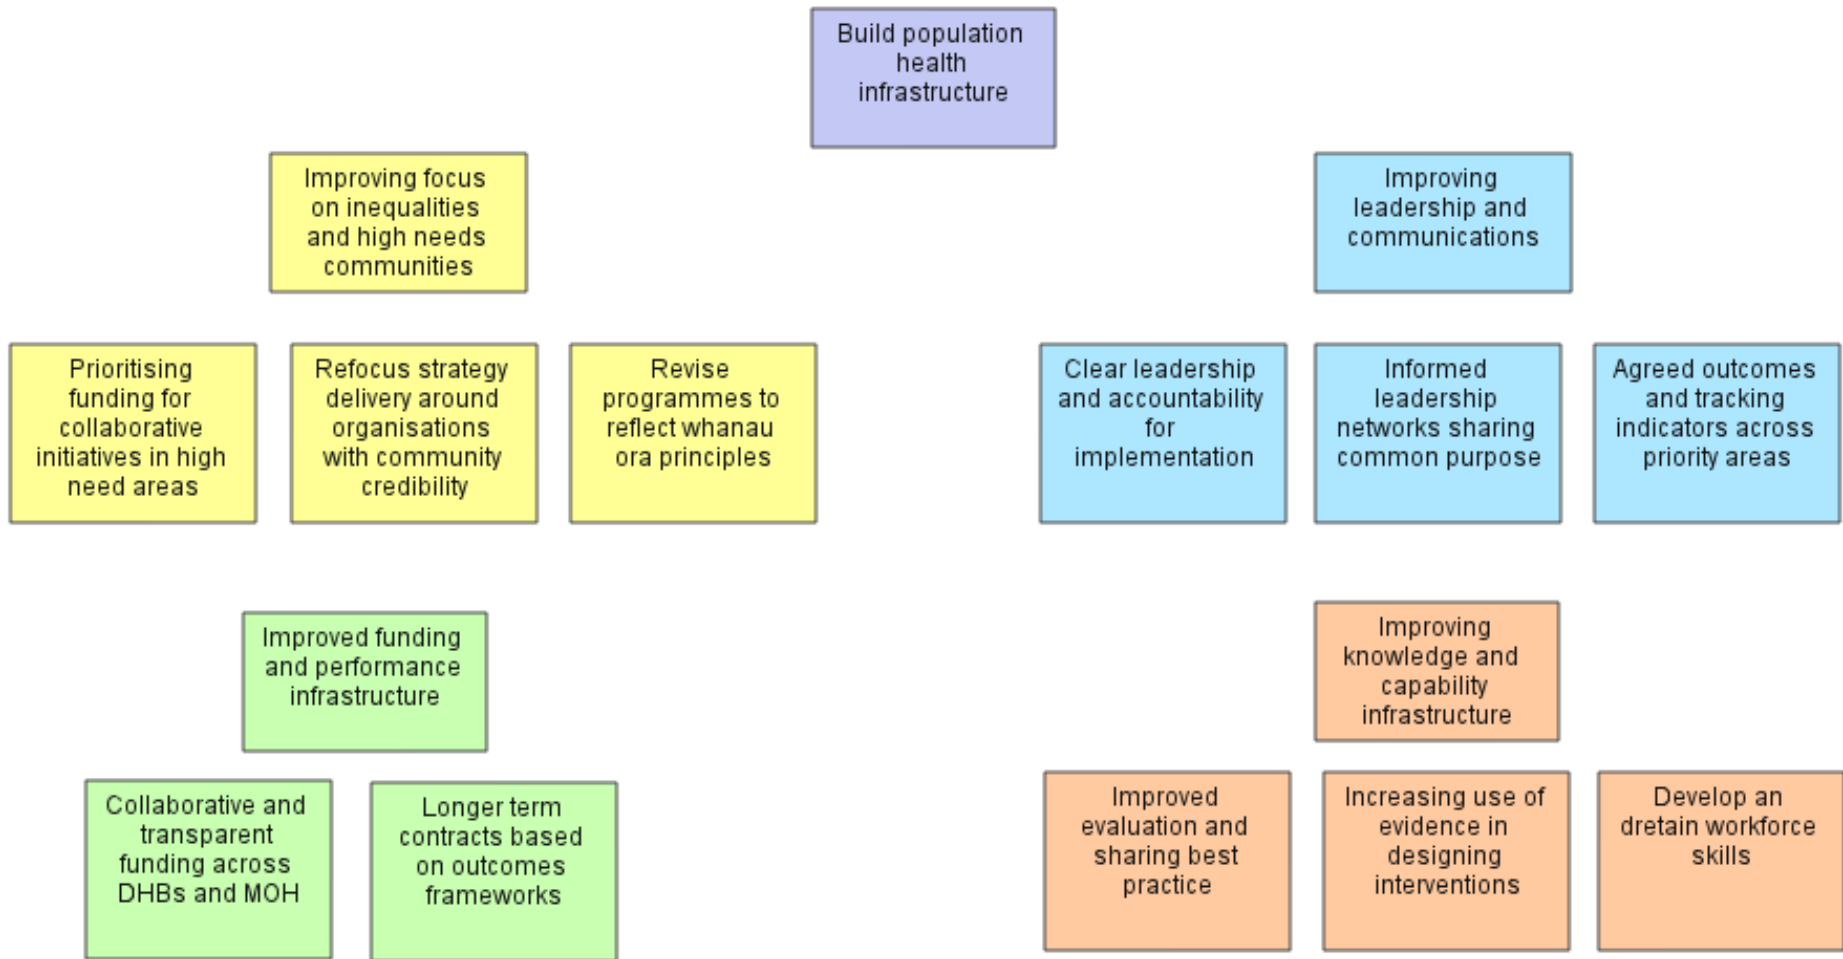 Build population
health
infrastructure
Improving focus
on inequalities
and high needs
communities
Improving
leadership and
communications
Prioritising
funding for
collaborative
initiatives in high
need areas
Refocus strategy
delivery around
organisations
with community
credibility
Revise
programmes to
reflect whanau
ora principles
Clear leadership
and accountability
for
implementation
Informed
leadership
networks sharing
common purpose
Agreed outcomes
and tracking
indicators across
priority areas
Improved funding
and performance
infrastructure
Improving
knowledge and
capability
infrastructure
Collaborative and
transparent
funding across
DHBs and MOH
Longer term
contracts based
on outcomes
frameworks
Improved
evaluation and
sharing best
practice
Increasing use of
evidence in
designing
interventions
Develop an
dretain workforce
skills